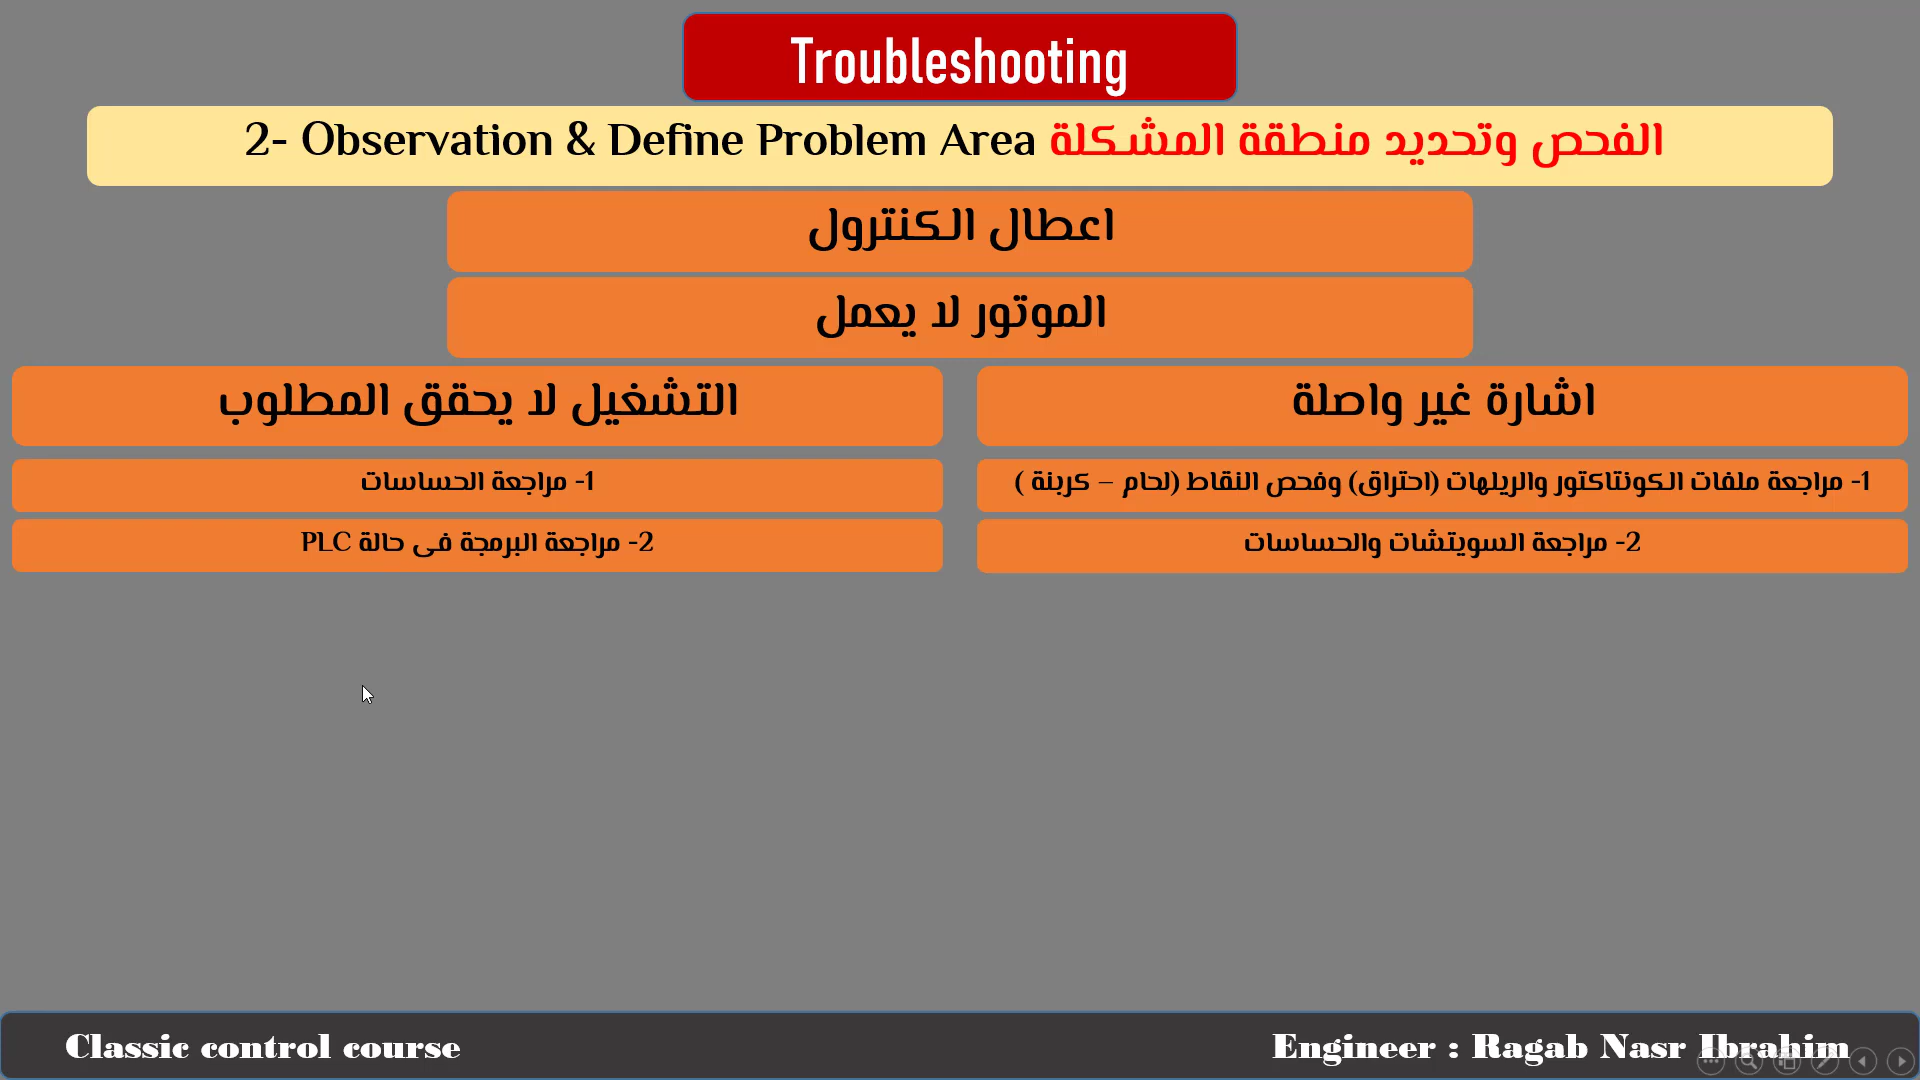 Troubleshooting
2- Observation & Define Problem Area الفحص وتحديد منطقة المشكلة
اعطال الكنترول
الموتور لا يعمل
اشارة غير واصلة
1- مراجعة ملفات الكونتاكتور والريلهات (احتراق) وفحص النقاط (لحام – كربنة )
2- مراجعة السويتشات والحساسات
التشغيل لا يحقق المطلوب
1- مراجعة الحساسات
2- مراجعة البرمجة فى حالة PLC
Classic control course
Engineer : Ragab Nasr Ibrahim